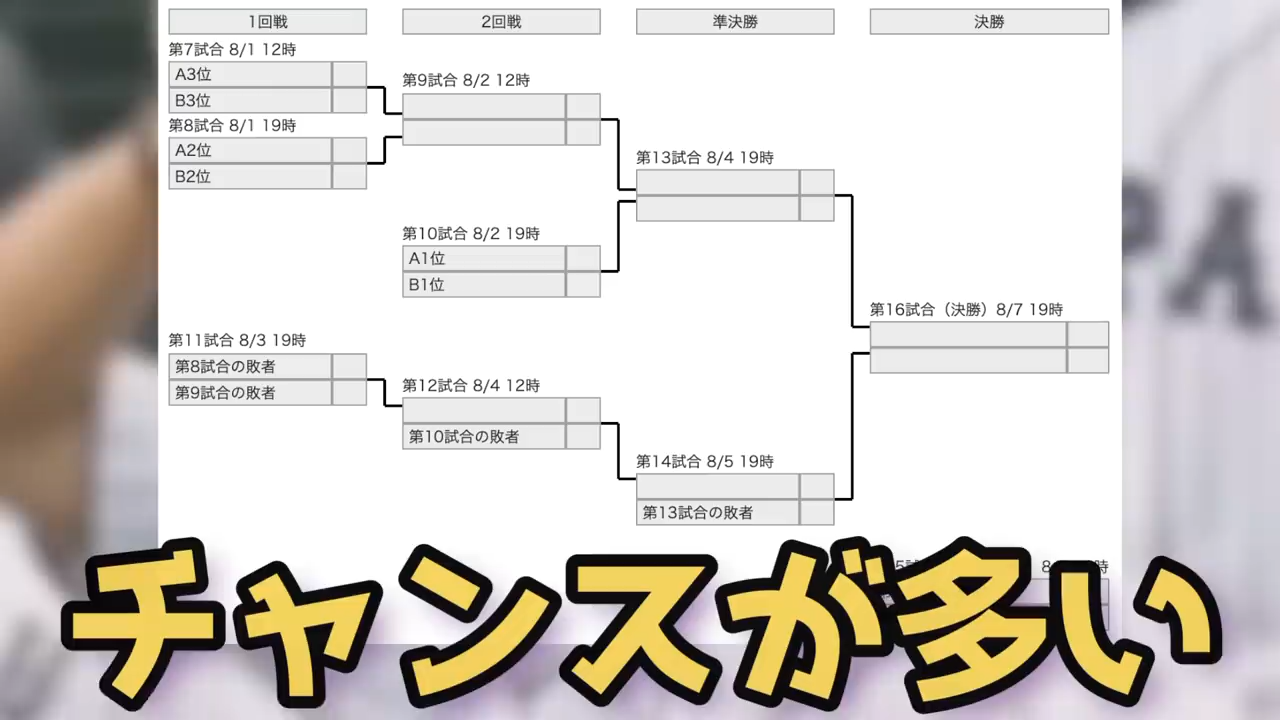 1回戦
2回戦
準決勝
決勝
第7試合 8/1 12時
A3位
B3位
第8試合 8/1 19時
A2位
B2位
第9試合 8/2 12時
第10試合 8/2 19時
A1位
B1位
第13試合 8/4 19時
第16試合（決勝）8/7 19時
第11試合 8/3 19時
第8試合の敗者
第9試合の敗者
第12試合 8/4 12時
第10試合の敗者
第14試合 8/5 19時
第13試合の敗者
チャンスが多い